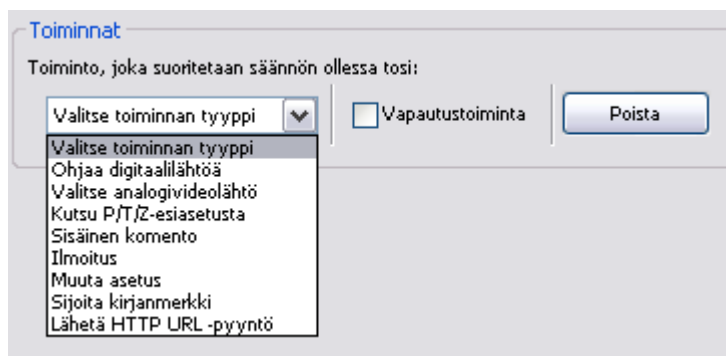 Toiminnat
Toiminto, joka suoritetaan säännön ollessa tosi:
Valitse toiminnan tyyppi
Vapautustoiminta
Poista
Valitse toiminnan tyyppi
Ohjaa digitaalilähtöä
Valitse analogivideolähtö
Kutsu P/T/Z-esiasetusta
Sisäinen komento
Ilmoitus
Muuta asetus
Sijoita kirjanmerkki
Lähetä HTTP URL -pyyntö